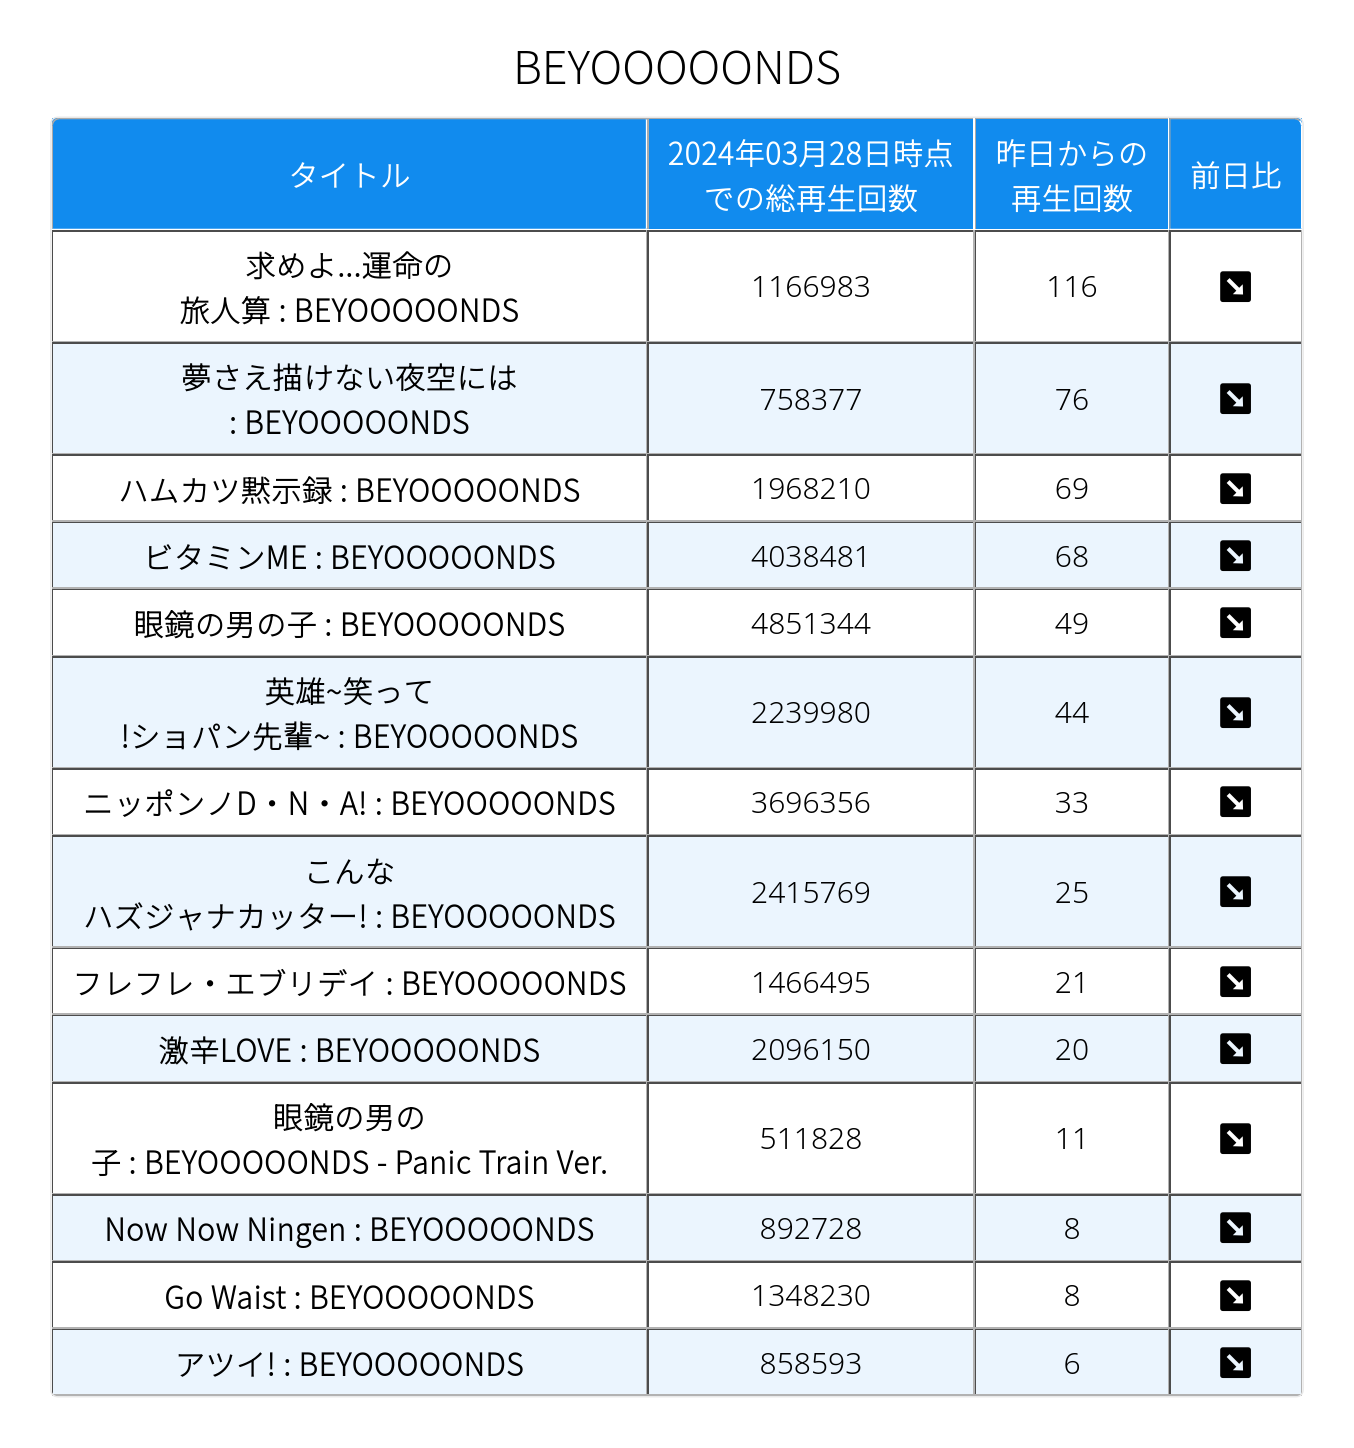 BEYOOOOONDS
タイトル
2024年03月28日時点
での総再生回数
昨日からの
再生回数
前日比
求めよ...運命の
旅人算 : BEYOOOOONDS
1166983
116
夢さえ描けない夜空には
: BEYOOOOONDS
758377
76
ハムカツ黙示録 : BEYOOOOONDS
1968210
69
ビタミンME : BEYOOOOONDS
4038481
68
眼鏡の男の子 : BEYOOOOONDS
4851344
49
英雄~笑って
!ショパン先輩~ : BEYOOOOONDS
2239980
44
ニッポンノD・N・A! : BEYOOOOONDS
3696356
33
こんな
ハズジャナカッター! : BEYOOOOONDS
2415769
25
フレフレ・エブリデイ : BEYOOOOONDS
1466495
21
激辛LOVE : BEYOOOOONDS
2096150
20
眼鏡の男の
子 : BEYOOOOONDS - Panic Train Ver.
511828
11
Now Now Ningen : BEYOOOOONDS
892728
8
Go Waist : BEYOOOOONDS
1348230
8
アツイ! : BEYOOOOONDS
858593
6